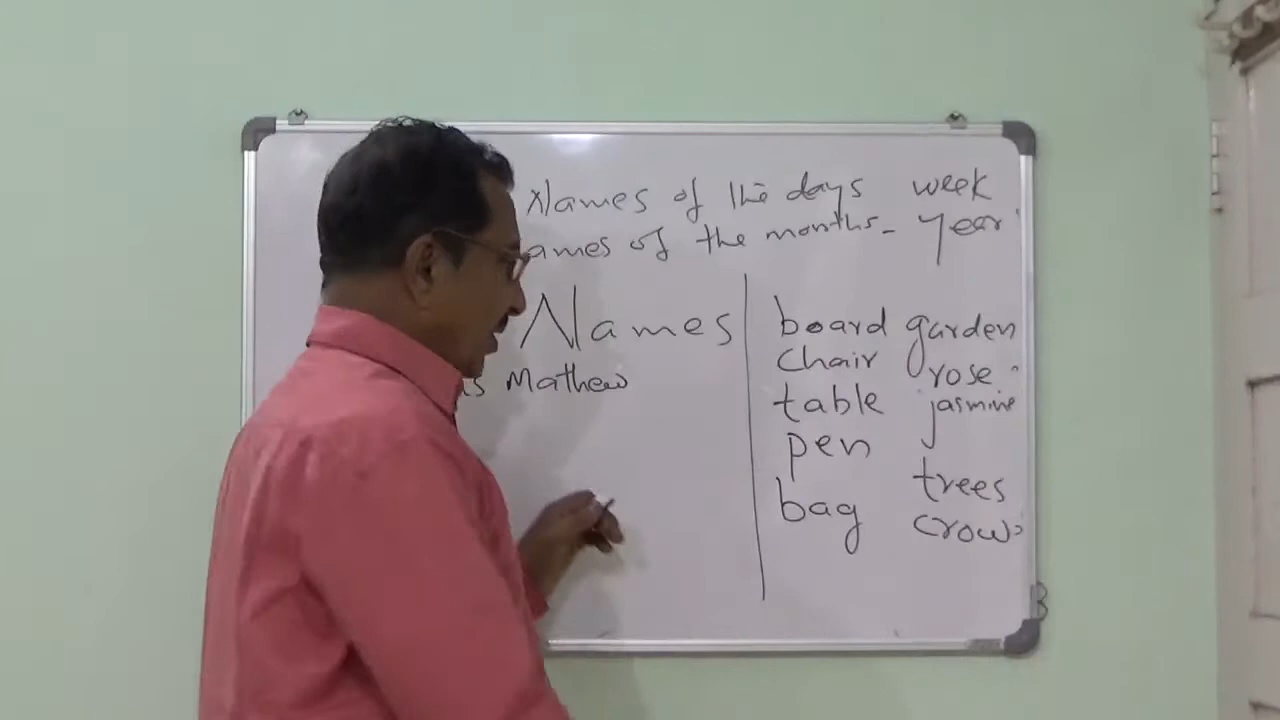 Names of the days week
ames of the months - year
Names
s Mathew
board garden
chair rose
table jasmine
pen trees
bag crow